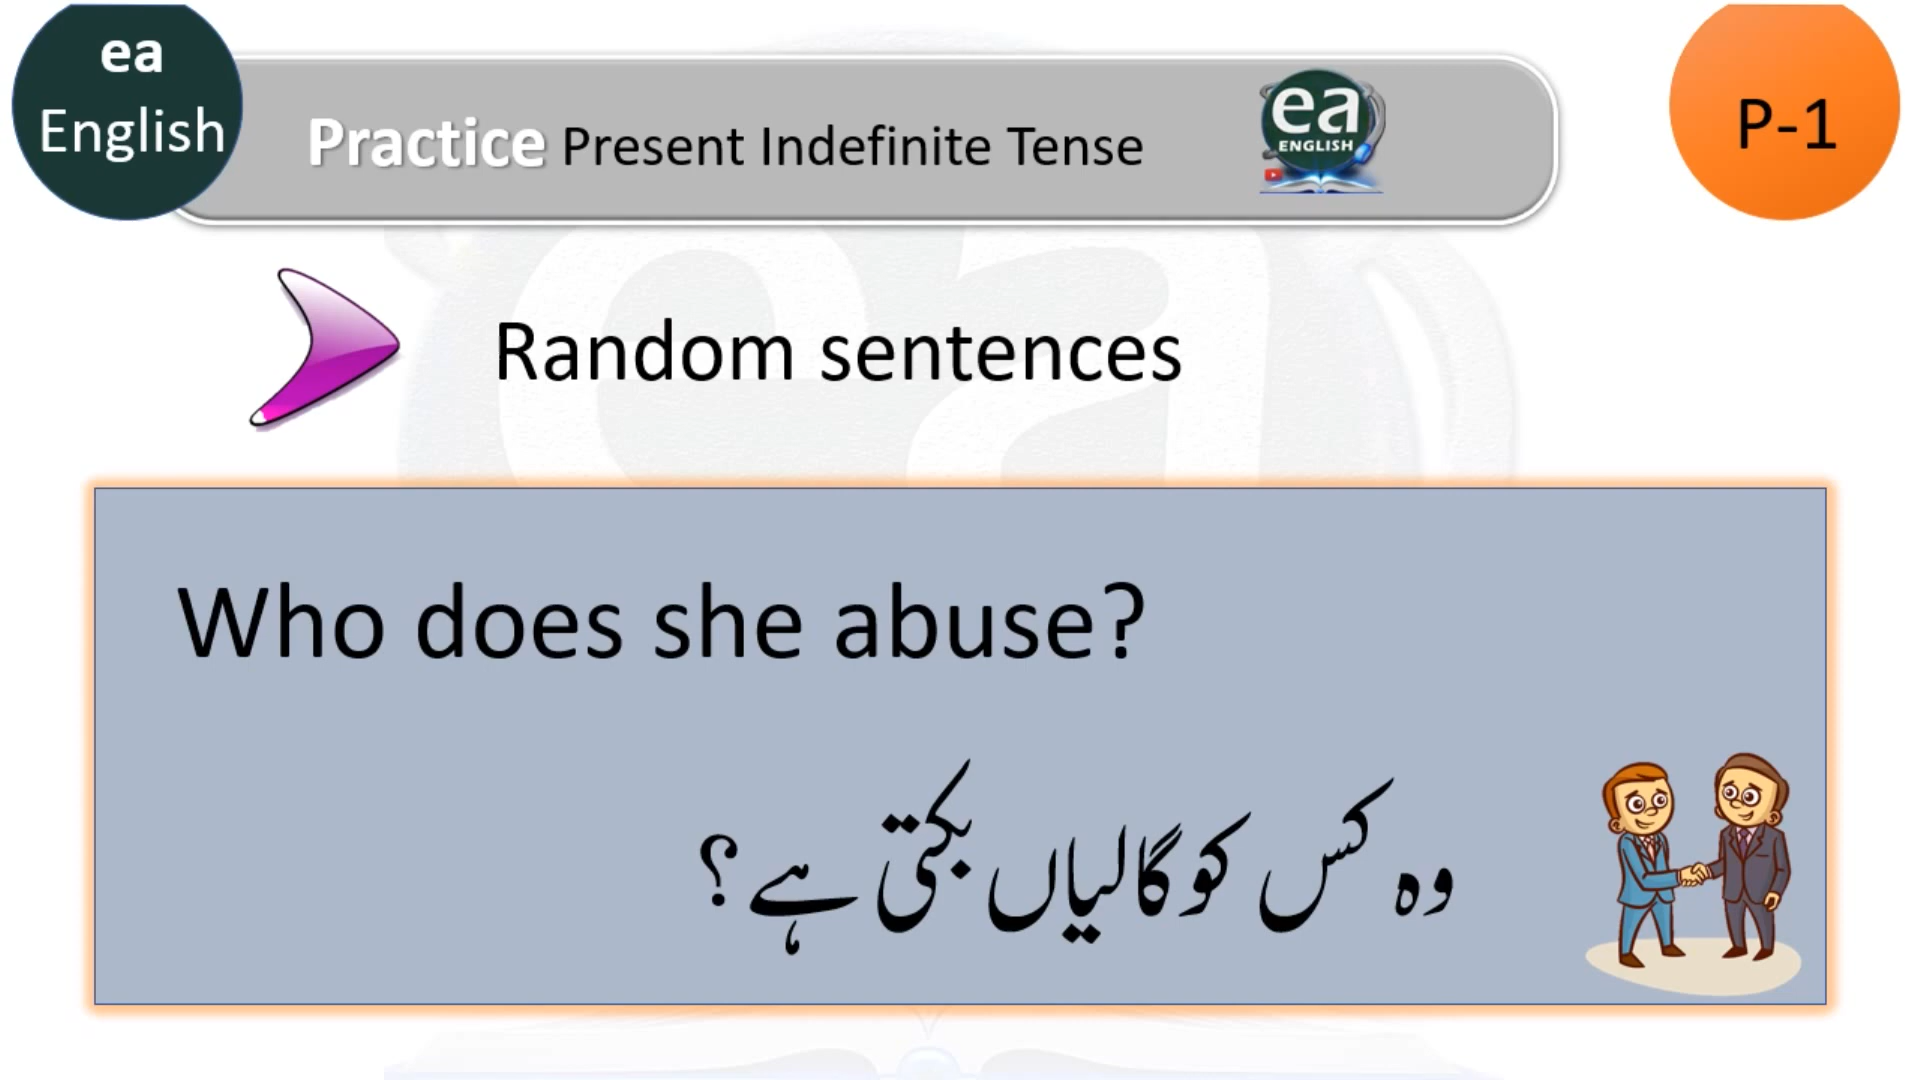 ea
English
Practice Present Indefinite Tense
ea
ENGLISH
P-1
Random sentences
Who does she abuse?
وہ کس کو گالیاں بکتی ہے؟